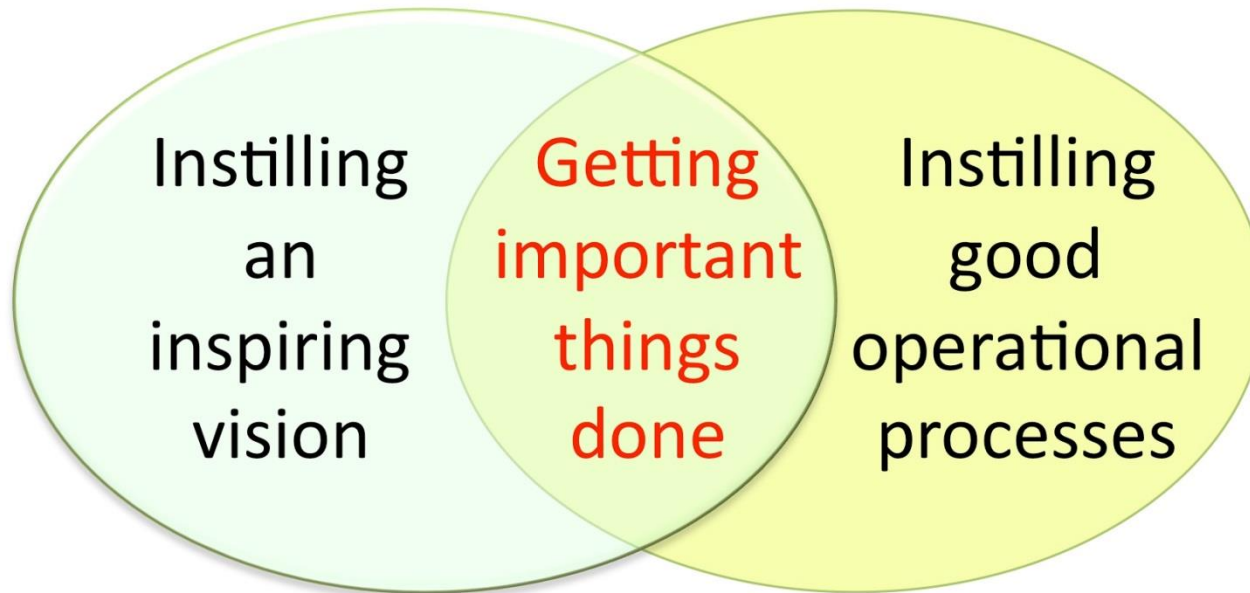 Instilling
an
inspiring
vision
Getting
important
things
done
Instilling
good
operational
processes